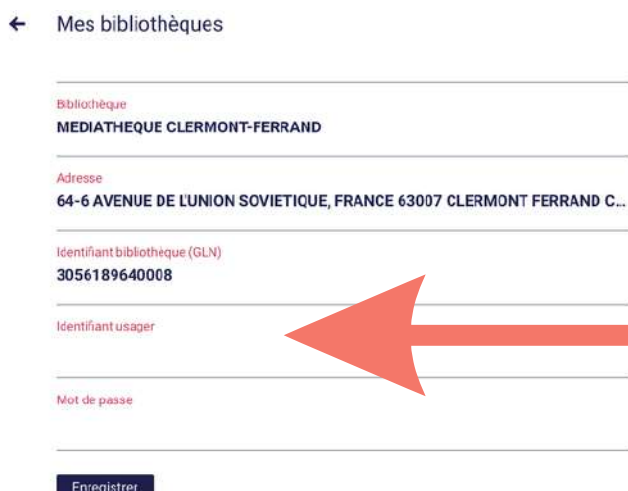 Mes bibliothèques
Bibliothèque
MEDIATHEQUE CLERMONT-FERRAND
Adresse
64-6 AVENUE DE L'UNION SOVIETIQUE, FRANCE 63007 CLERMONT FERRAND C...
Identifiant bibliothèque (GLN)
3056189640008
Identifiant usager
Mot de passe
Enregistrer